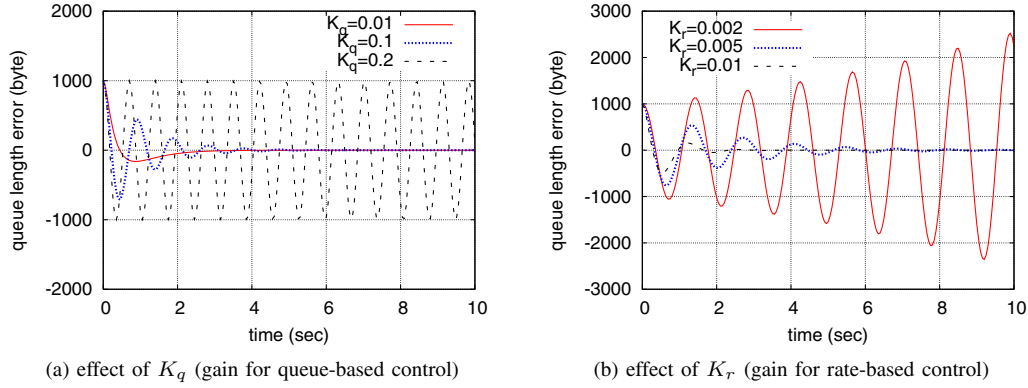 2000
1000
0
-1000
-2000
queue length error (byte)
K_q=0.01
K_q=0.1
K_q=0.2
0 2 4 6 8 10
time (sec)
(a) effect of K_q (gain for queue-based control)
3000
2000
1000
0
-1000
-2000
-3000
queue length error (byte)
K_r=0.002
K_r=0.005
K_r=0.01
0 2 4 6 8 10
time (sec)
(b) effect of K_r (gain for rate-based control)